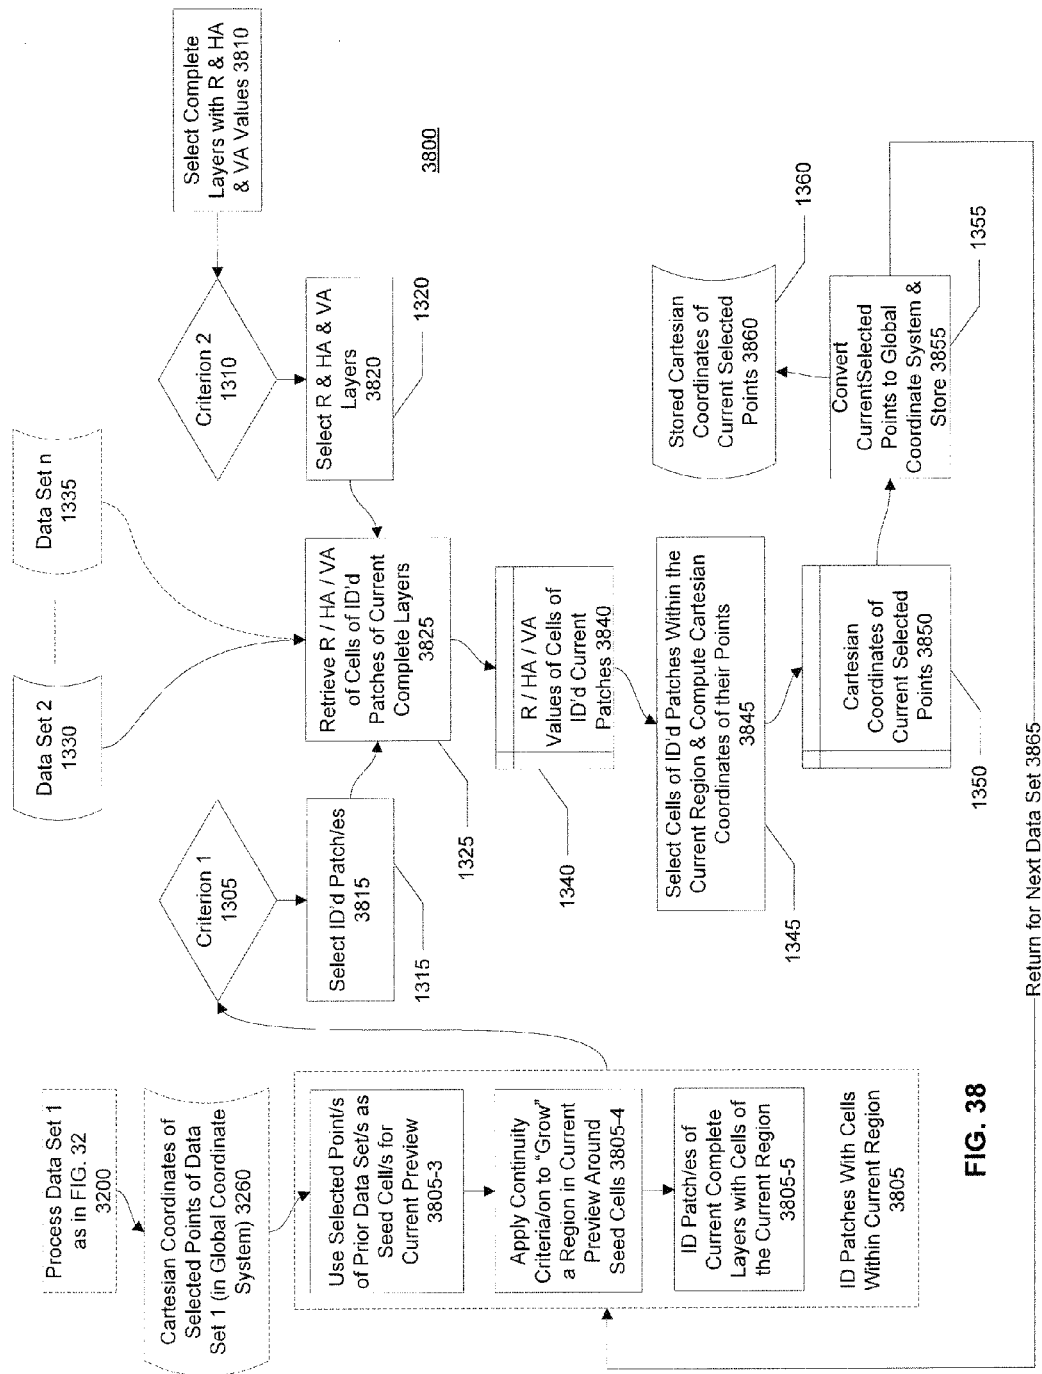 Process Data Set 1
as in FIG. 32
3200
Cartesian Coordinates of
Selected Points of Data
Set 1 (in Global Coordinate
System) 3260
Use Selected Point/s
of Prior Data Set/s as
Seed Cell/s for
Current Preview
3805-3
Apply Continuity
Criteria/on to "Grow"
a Region in Current
Preview Around
Seed Cells 3805-4
ID Patch/es of
Current Complete
Layers with Cells of
the Current Region
3805-5
ID Patches With Cells
Within Current Region
3805
Criterion 1
1305
Select ID'd Patch/es
3815
1315
Data Set 2
1330
Data Set n
1335
Select Complete
Layers with R & HA
& VA Values 3810
Criterion 2
1310
Select R & HA & VA
Layers
3820
1320
Retrieve R / HA / VA
of Cells of ID'd
Patches of Current
Complete Layers
3825
1325
R / HA / VA
Values of Cells of
ID'd Current
Patches 3840
1340
Select Cells of ID'd Patches Within the
Current Region & Compute Cartesian
Coordinates of their Points
3845
1345
Cartesian
Coordinates of
Current Selected
Points 3850
1350
Convert
CurrentSelected
Points to Global
Coordinate System &
Store 3855
1355
Stored Cartesian
Coordinates of
Current Selected
Points 3860
1360
3800
Return for Next Data Set 3865
FIG. 38